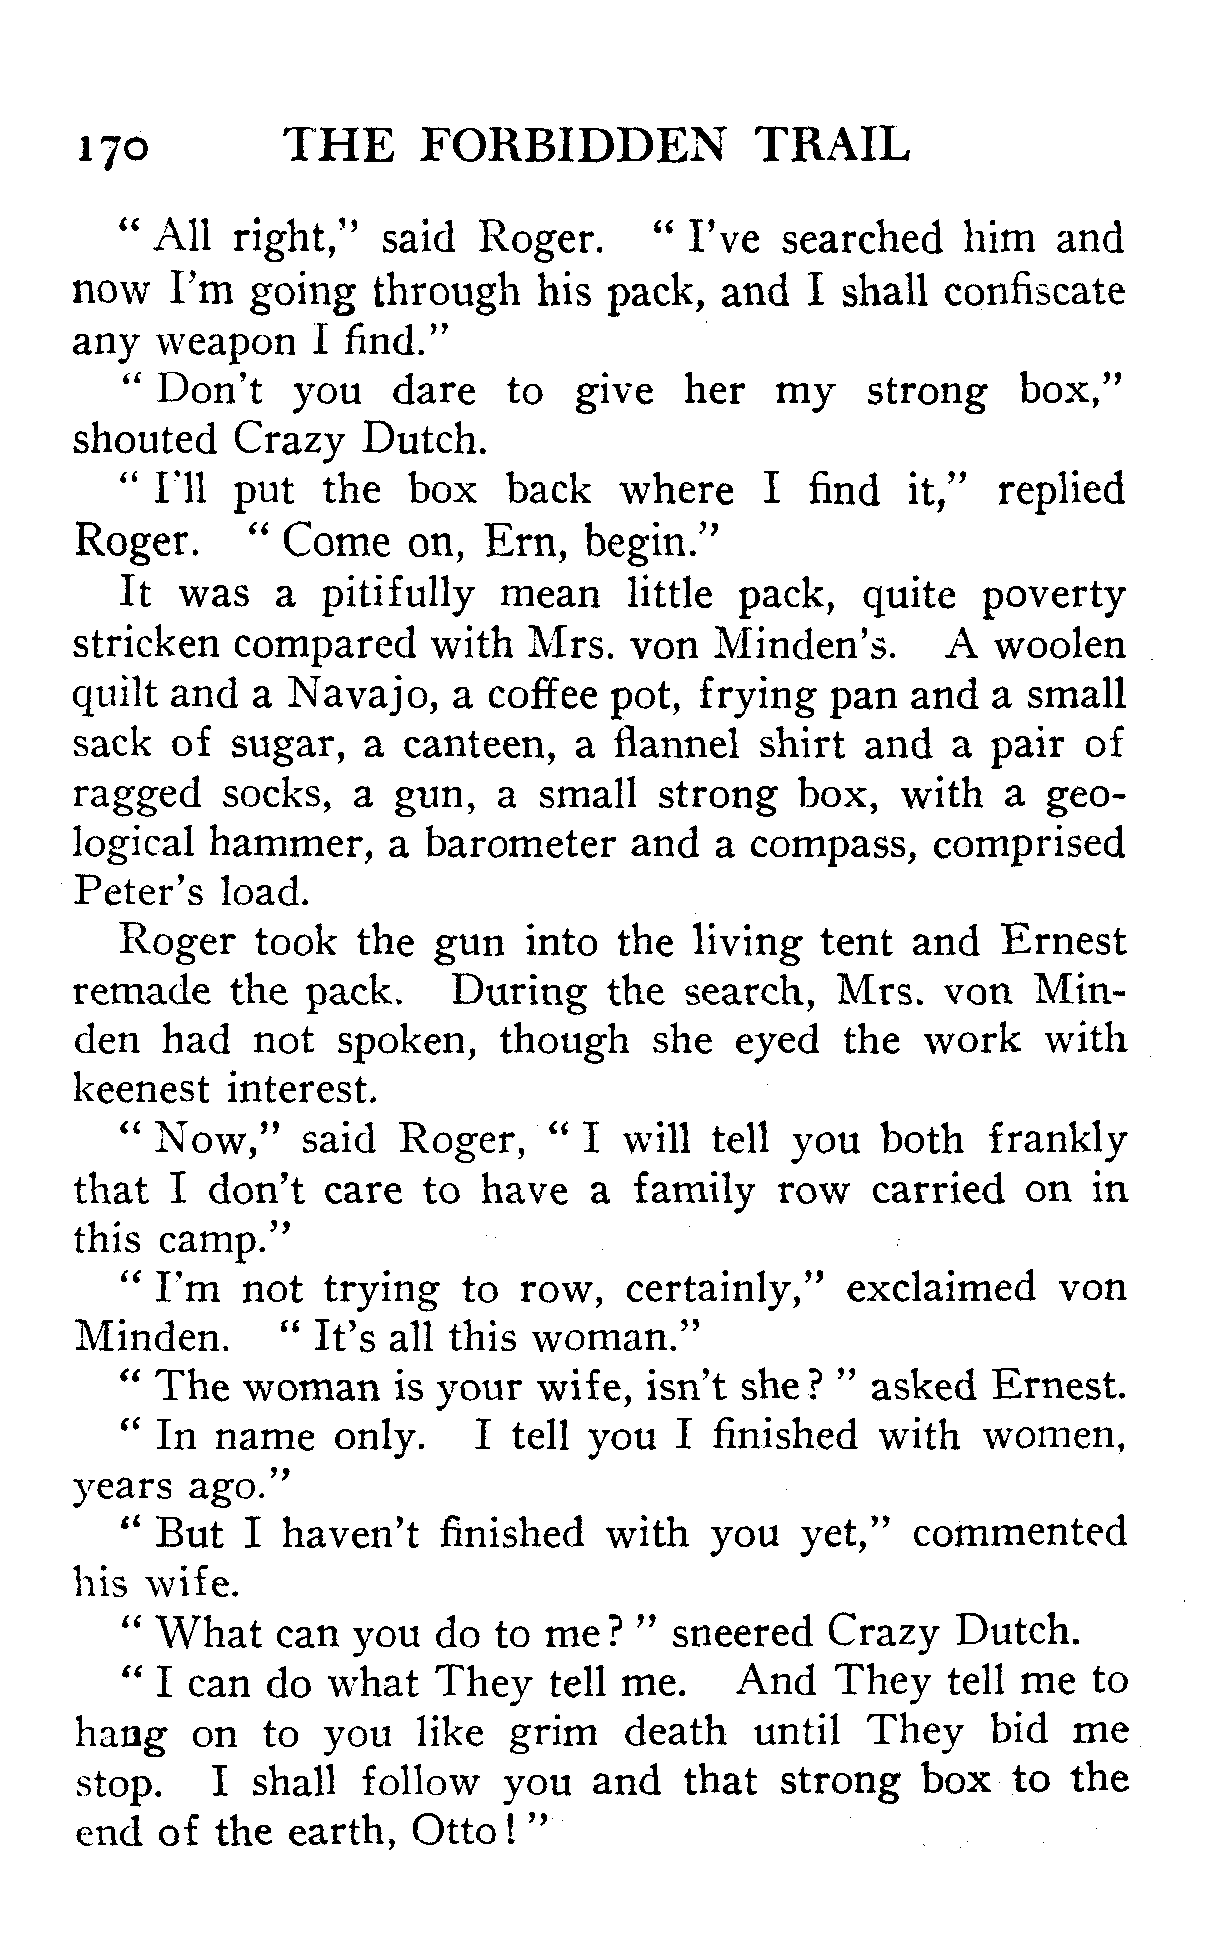 170 THE FORBIDDEN TRAIL
“ All right,” said Roger. “ I’ve searched him and
now I’m going through his pack, and I shall confiscate
any weapon I find.”
“ Don’t you dare to give her my strong box,”
shouted Crazy Dutch.
“ I’ll put the box back where I find it,” replied
Roger. “ Come on, Ern, begin.”
It was a pitifully mean little pack, quite poverty
stricken compared with Mrs. von Minden’s. A woolen
quilt and a Navajo, a coffee pot, frying pan and a small
sack of sugar, a canteen, a flannel shirt and a pair of
ragged socks, a gun, a small strong box, with a geo-
logical hammer, a barometer and a compass, comprised
Peter’s load.
Roger took the gun into the living tent and Ernest
remade the pack. During the search, Mrs. von Min-
den had not spoken, though she eyed the work with
keenest interest.
“ Now,” said Roger, “ I will tell you both frankly
that I don’t care to have a family row carried on in
this camp.”
“ I’m not trying to row, certainly,” exclaimed von
Minden. “ It’s all this woman.”
“ The woman is your wife, isn’t she? ” asked Ernest.
“ In name only. I tell you I finished with women,
years ago.”
“ But I haven’t finished with you yet,” commented
his wife.
“ What can you do to me? ” sneered Crazy Dutch.
“ I can do what They tell me. And They tell me to
hang on to you like grim death until They bid me
stop. I shall follow you and that strong box to the
end of the earth, Otto! ”